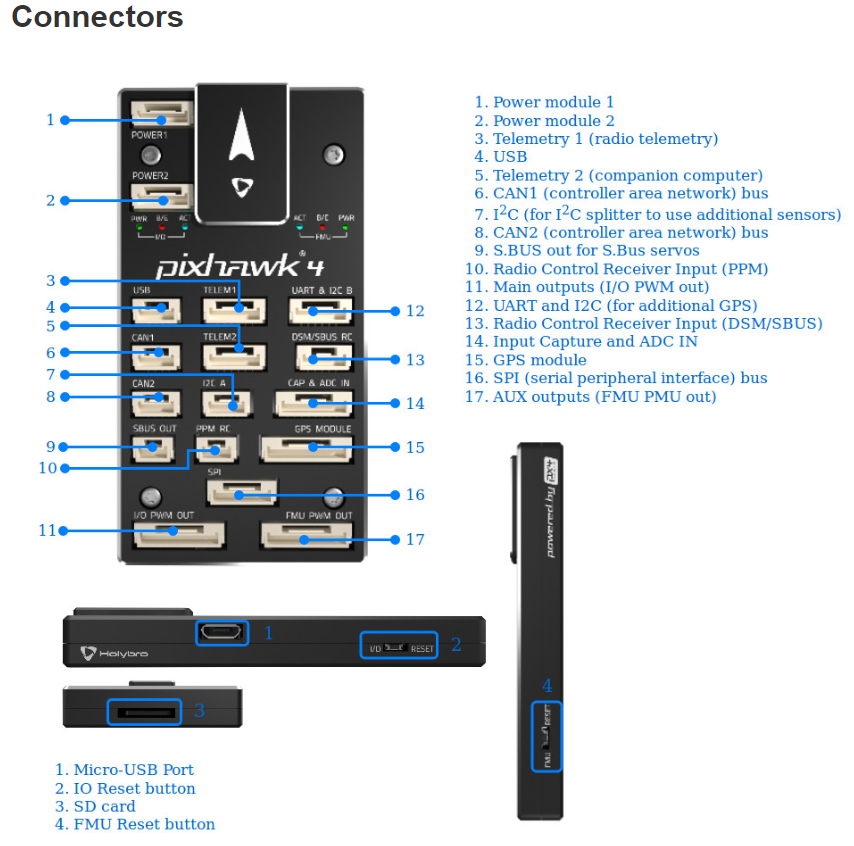 Connectors
1
POWER1
POWER2
2
PWR B/E ACT
I/O
ACT B/E PWR
FMU
pixhawk® 4
3
USB
TELEM1
UART & I2C B
4
12
5
CAN1
TELEM2
DSM/SBUS RC
6
13
7
CAN2
I2C A
CAP & ADC IN
8
14
SBUS OUT
PPM RC
GPS MODULE
9
15
10
SPI
16
I/O PWM OUT
FMU PWM OUT
11
17
1. Power module 1
2. Power module 2
3. Telemetry 1 (radio telemetry)
4. USB
5. Telemetry 2 (companion computer)
6. CAN1 (controller area network) bus
7. I²C (for I²C splitter to use additional sensors)
8. CAN2 (controller area network) bus
9. S.BUS out for S.Bus servos
10. Radio Control Receiver Input (PPM)
11. Main outputs (I/O PWM out)
12. UART and I2C (for additional GPS)
13. Radio Control Receiver Input (DSM/SBUS)
14. Input Capture and ADC IN
15. GPS module
16. SPI (serial peripheral interface) bus
17. AUX outputs (FMU PMU out)
powered by px4
Holybro
1
I/O RESET
2
3
4
FMU RESET
1. Micro-USB Port
2. IO Reset button
3. SD card
4. FMU Reset button